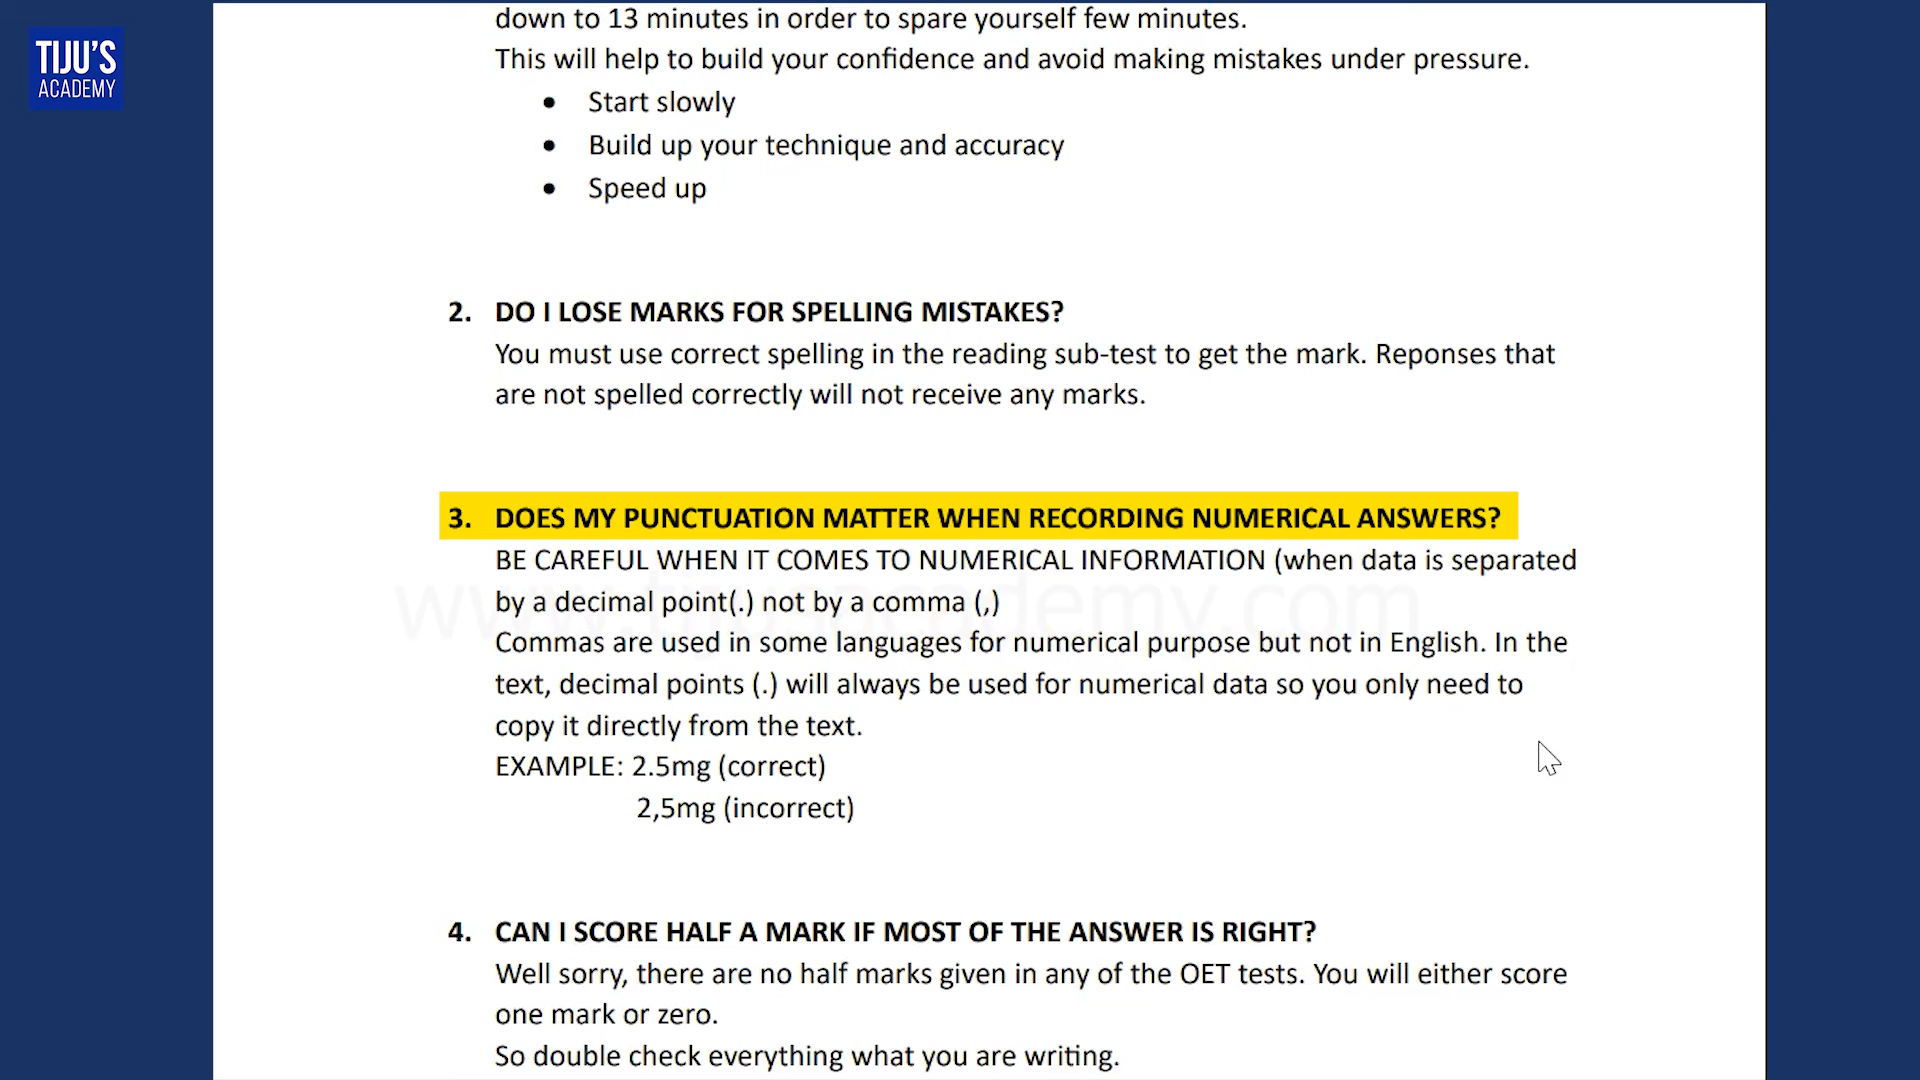 TIJU'S
ACADEMY
down to 13 minutes in order to spare yourself few minutes.
This will help to build your confidence and avoid making mistakes under pressure.
• Start slowly
• Build up your technique and accuracy
• Speed up
2. DO I LOSE MARKS FOR SPELLING MISTAKES?
You must use correct spelling in the reading sub-test to get the mark. Reponses that
are not spelled correctly will not receive any marks.
3. DOES MY PUNCTUATION MATTER WHEN RECORDING NUMERICAL ANSWERS?
BE CAREFUL WHEN IT COMES TO NUMERICAL INFORMATION (when data is separated
by a decimal point(.) not by a comma (,)
www.tijusacademy.com
Commas are used in some languages for numerical purpose but not in English. In the
text, decimal points (.) will always be used for numerical data so you only need to
copy it directly from the text.
EXAMPLE: 2.5mg (correct)
2,5mg (incorrect)
4. CAN I SCORE HALF A MARK IF MOST OF THE ANSWER IS RIGHT?
Well sorry, there are no half marks given in any of the OET tests. You will either score
one mark or zero.
So double check everything what you are writing.